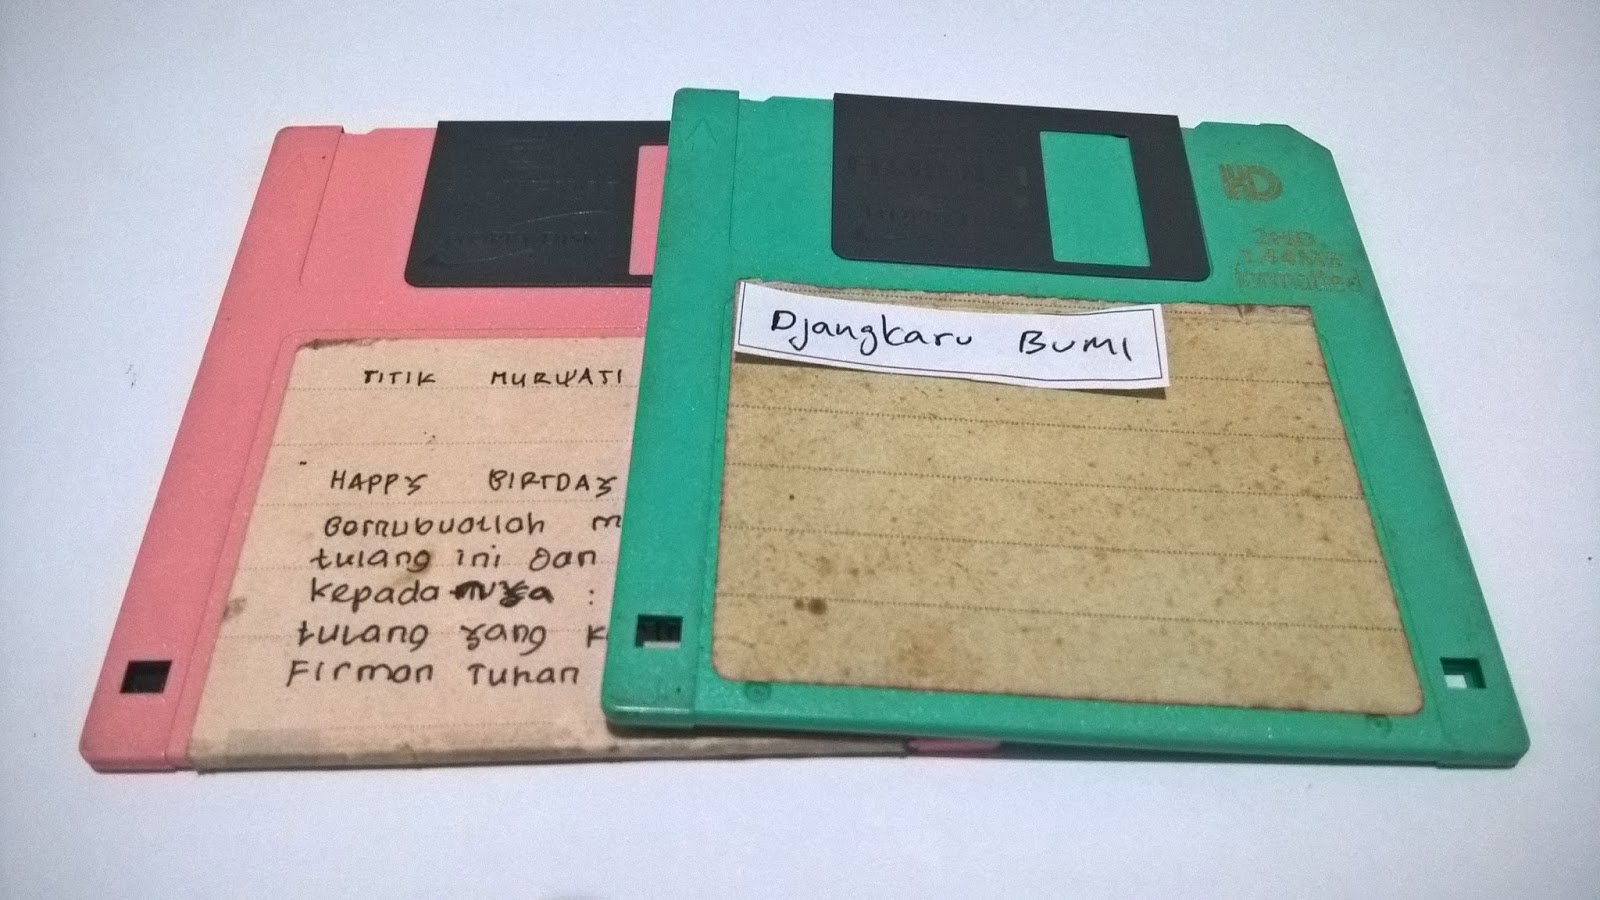 TITIK MURWATI
HAPPY BIRTDAY
Bernubuatlah m
tulang ini dan
kepada nya :
tulang yang k
Firman Tuhan
HD
2HD
1.44MB
formatted
Djangkaru BUMI